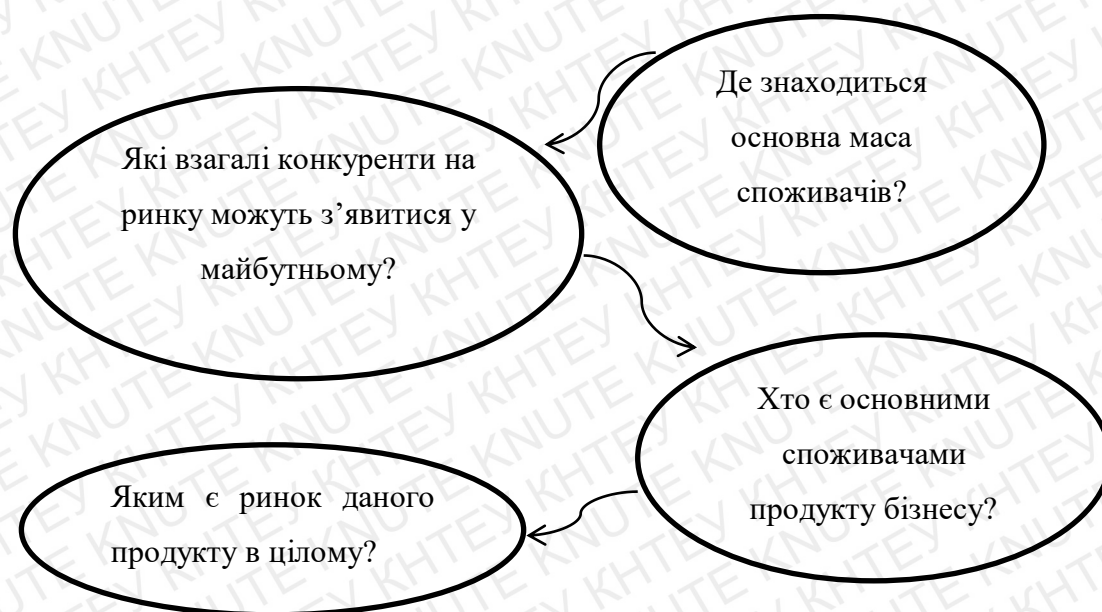 Де знаходиться
основна маса
споживачів?
Які взагалі конкуренти на
ринку можуть з’явитися у
майбутньому?
Хто є основними
споживачами
продукту бізнесу?
Яким є ринок даного
продукту в цілому?